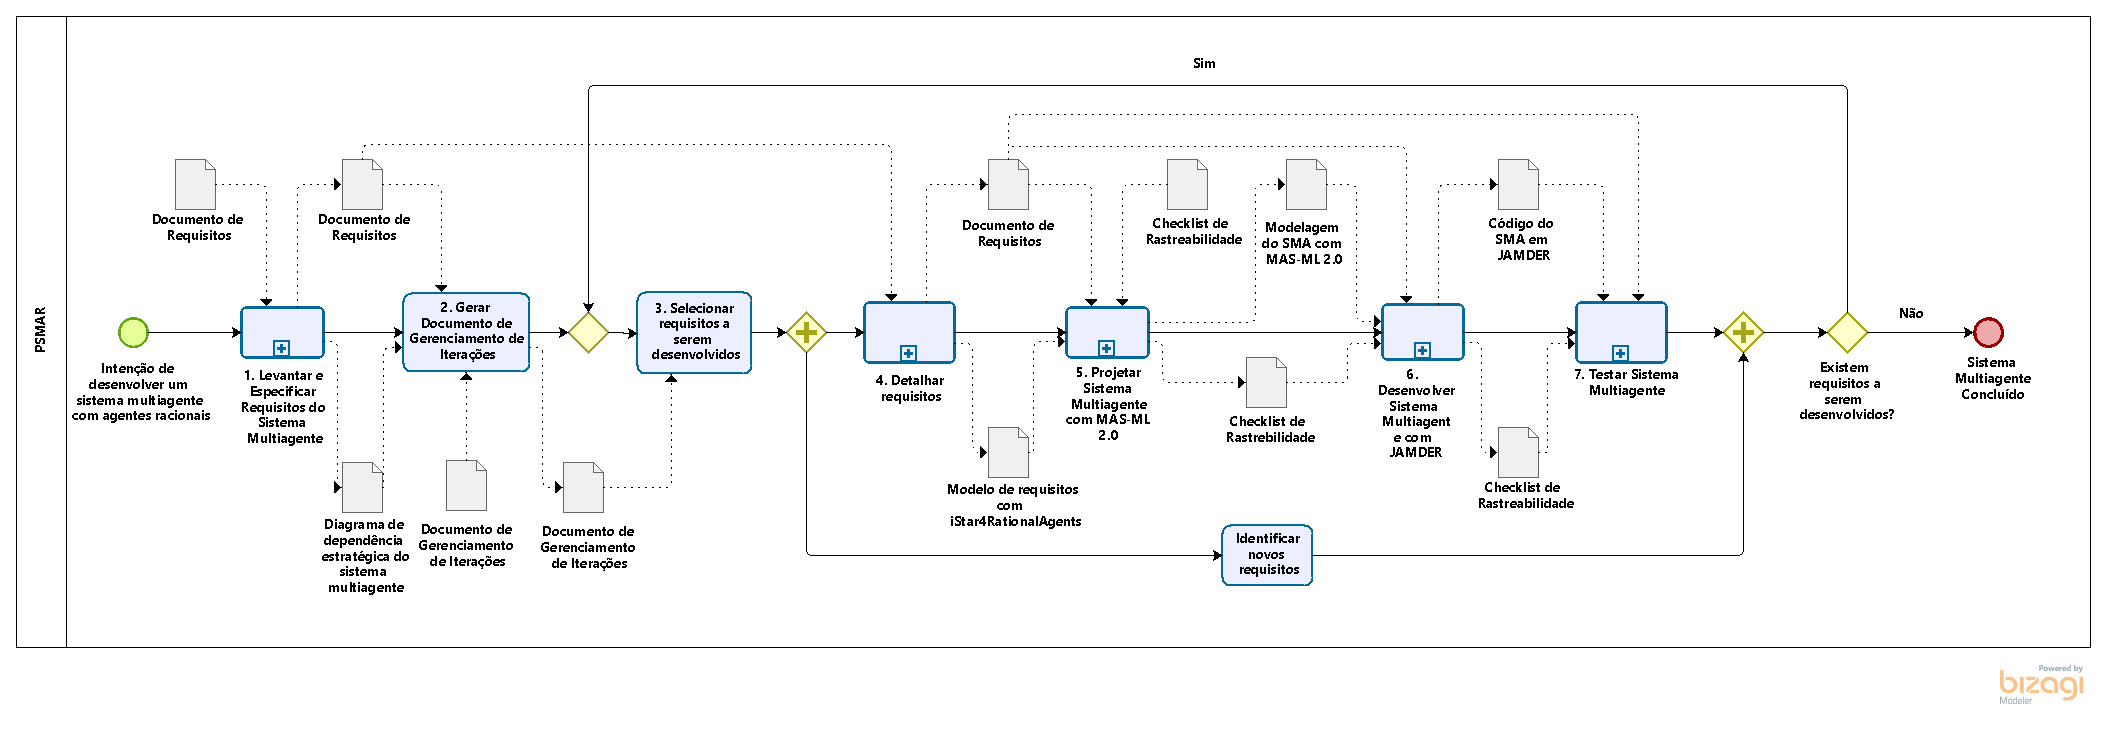 PSMAR
Sim
Documento de
Requisitos
Documento de
Requisitos
Documento de
Requisitos
Checklist de
Rastreabilidade
Modelagem
do SMA com
MAS-ML 2.0
Código do
SMA em
JAMDER
Intenção de
desenvolver um
sistema multiagente
com agentes racionais
1. Levantar e
Especificar
Requisitos do
Sistema
Multiagente
2. Gerar
Documento de
Gerenciamento de
Iterações
3. Selecionar
requisitos a
serem
desenvolvidos
4. Detalhar
requisitos
5. Projetar
Sistema
Multiagente
com MAS-ML
2.0
6.
Desenvolver
Sistema
Multiagent
e com
JAMDER
7. Testar Sistema
Multiagente
Existem
requisitos a
serem
desenvolvidos?
Não
Sistema
Multiagente
Concluído
Diagrama de
dependência
estratégica do
sistema
multiagente
Documento de
Gerenciamento
de Iterações
Documento de
Gerenciamento
de Iterações
Modelo de requisitos
com
iStar4RationalAgents
Checklist de
Rastrebilidade
Checklist de
Rastreabilidade
Identificar
novos
requisitos
Powered by
bizagi
Modeler